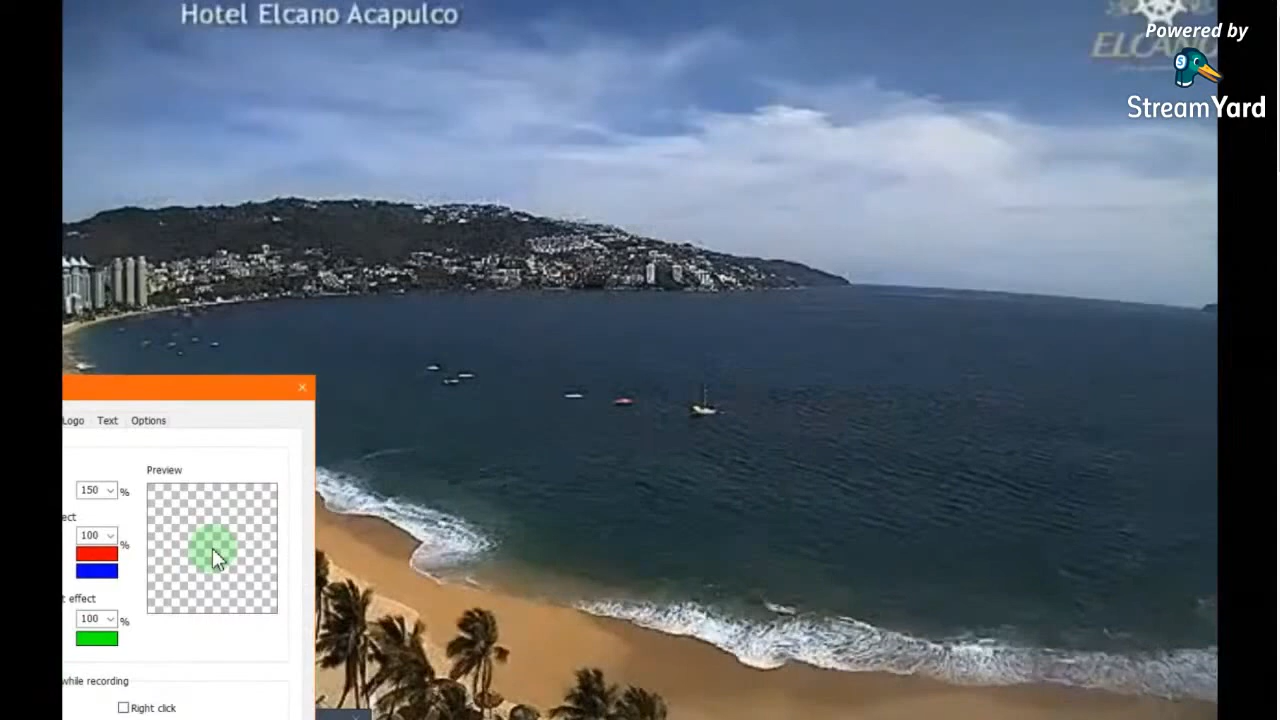 Hotel Elcano Acapulco
ELCANO
Powered by
StreamYard
Logo Text Options
Preview
150 %
ect
100 %
t effect
100 %
while recording
Right click